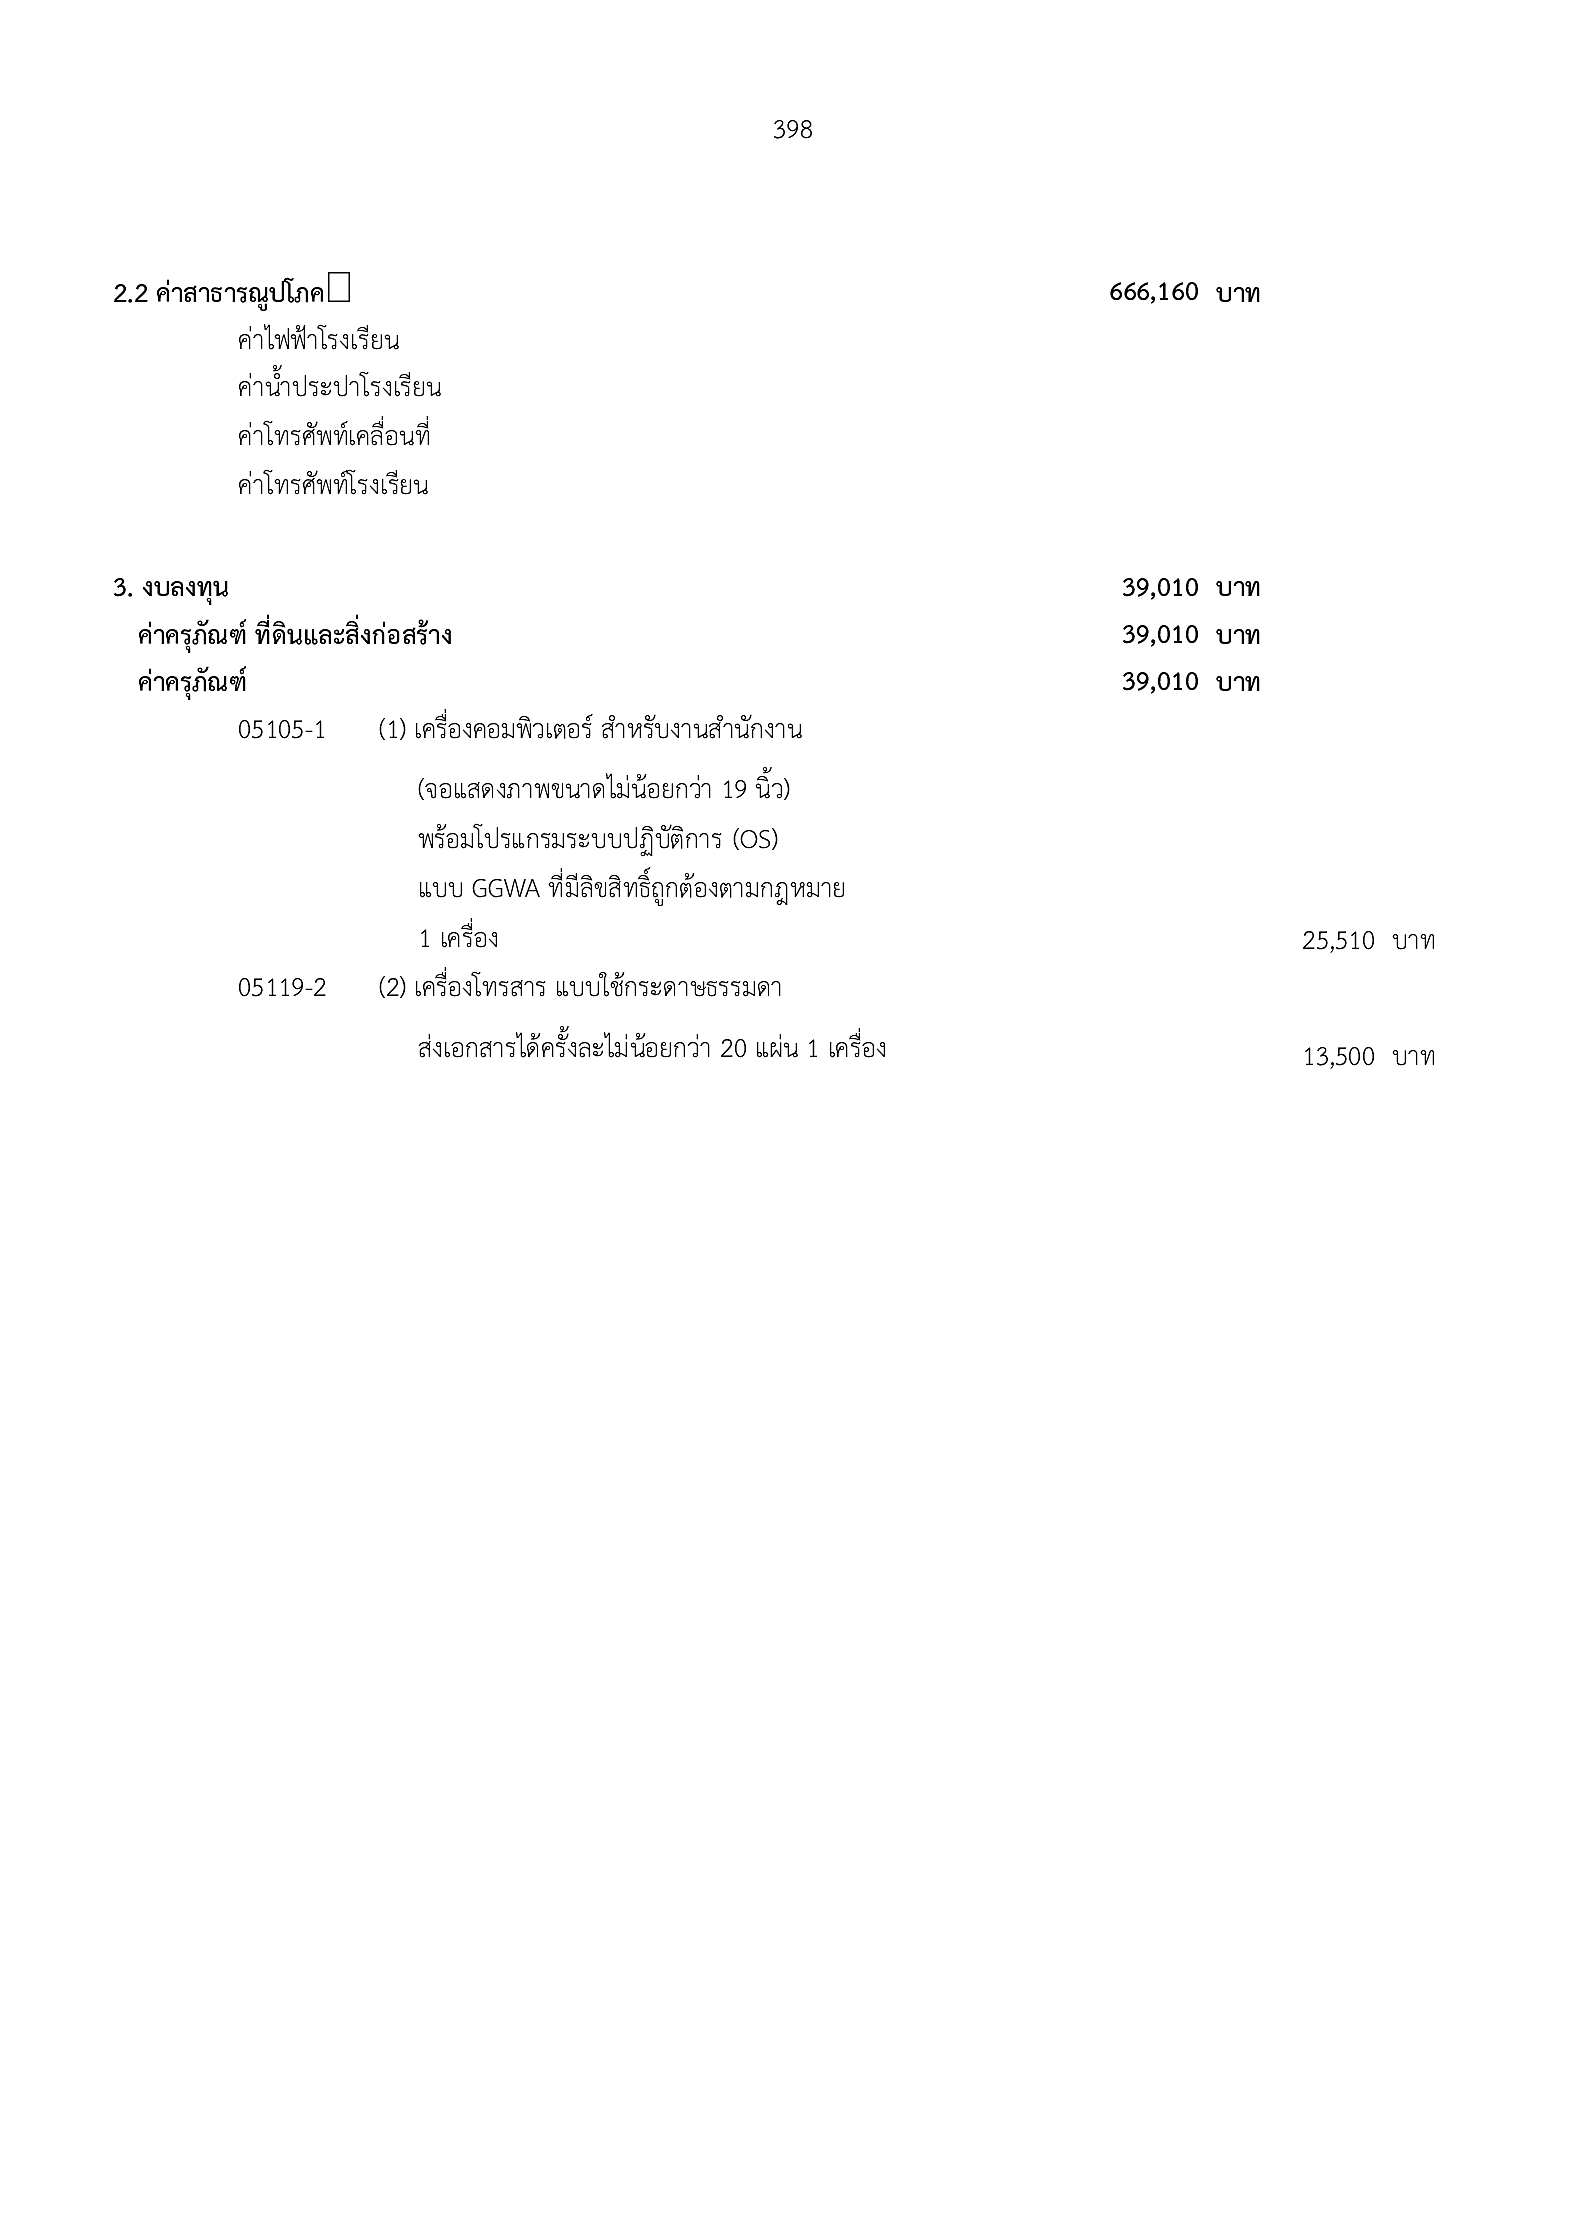 398
2.2 ค่าสาธารณูปโภค 666,160 บาท
ค่าไฟฟ้าโรงเรียน
ค่าน้ำประปาโรงเรียน
ค่าโทรศัพท์เคลื่อนที่
ค่าโทรศัพท์โรงเรียน
3. งบลงทุน 39,010 บาท
ค่าครุภัณฑ์ ที่ดินและสิ่งก่อสร้าง 39,010 บาท
ค่าครุภัณฑ์ 39,010 บาท
05105-1 (1) เครื่องคอมพิวเตอร์ สำหรับงานสำนักงาน
(จอแสดงภาพขนาดไม่น้อยกว่า 19 นิ้ว)
พร้อมโปรแกรมระบบปฏิบัติการ (OS)
แบบ GGWA ที่มีลิขสิทธิ์ถูกต้องตามกฎหมาย
1 เครื่อง 25,510 บาท
05119-2 (2) เครื่องโทรสาร แบบใช้กระดาษธรรมดา
ส่งเอกสารได้ครั้งละไม่น้อยกว่า 20 แผ่น 1 เครื่อง 13,500 บาท